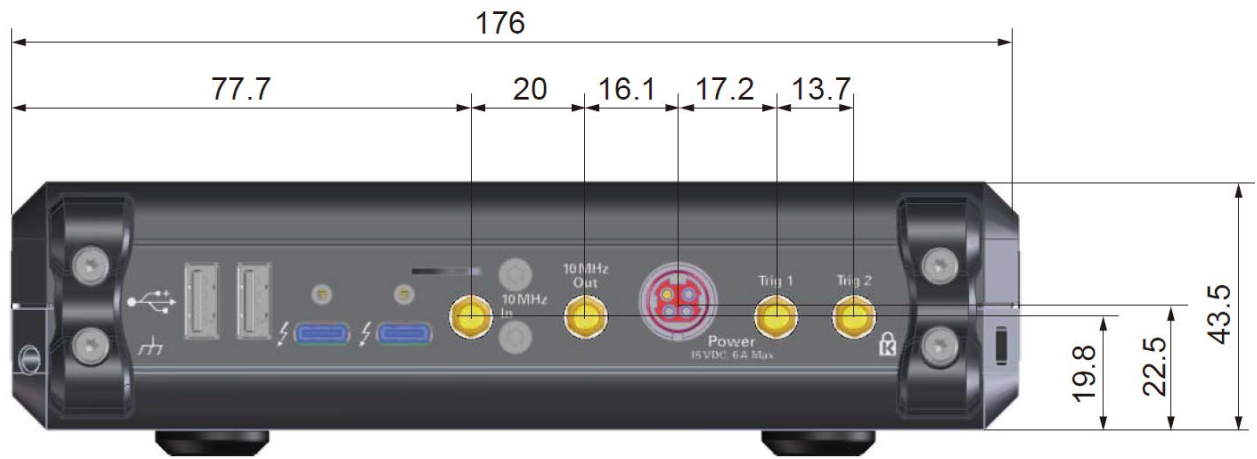 176
77.7
20
16.1
17.2
13.7
10 MHz
Out
Trig 1
Trig 2
10 MHz
In
Power
15 VDC, 6 A Max
K
19.8
22.5
43.5